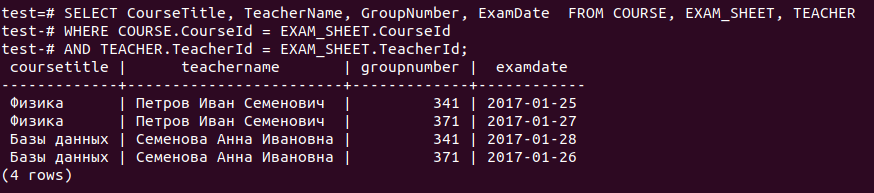 test=# SELECT CourseTitle, TeacherName, GroupNumber, ExamDate  FROM COURSE, EXAM_SHEET, TEACHER
test-# WHERE COURSE.CourseId = EXAM_SHEET.CourseId
test-# AND TEACHER.TeacherId = EXAM_SHEET.TeacherId;
 coursetitle |      teachername       | groupnumber |  examdate
-------------+------------------------+-------------+------------
 Физика      | Петров Иван Семенович  |         341 | 2017-01-25
 Физика      | Петров Иван Семенович  |         371 | 2017-01-27
 Базы данных | Семенова Анна Ивановна |         341 | 2017-01-28
 Базы данных | Семенова Анна Ивановна |         371 | 2017-01-26
(4 rows)